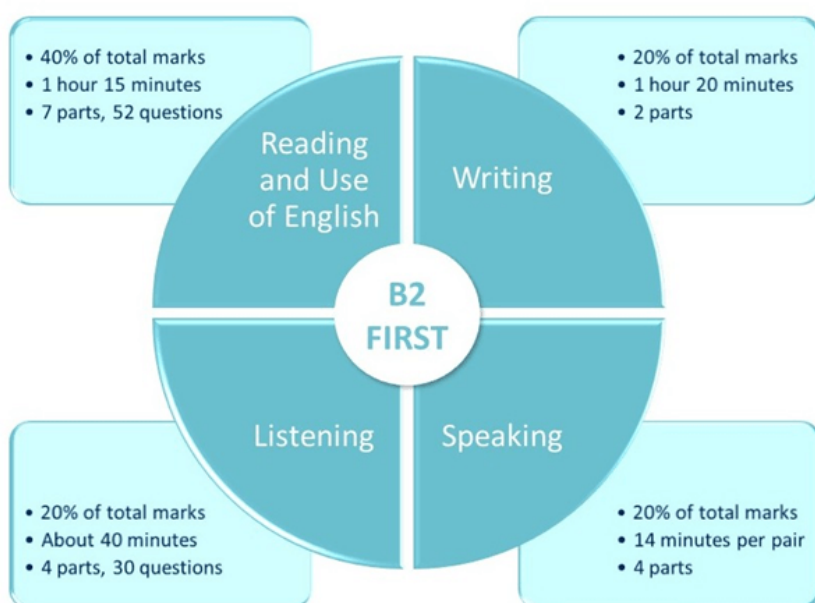 • 40% of total marks
• 1 hour 15 minutes
• 7 parts, 52 questions
Reading
and Use
of English
Writing
• 20% of total marks
• 1 hour 20 minutes
• 2 parts
B2
FIRST
• 20% of total marks
• About 40 minutes
• 4 parts, 30 questions
Listening
Speaking
• 20% of total marks
• 14 minutes per pair
• 4 parts